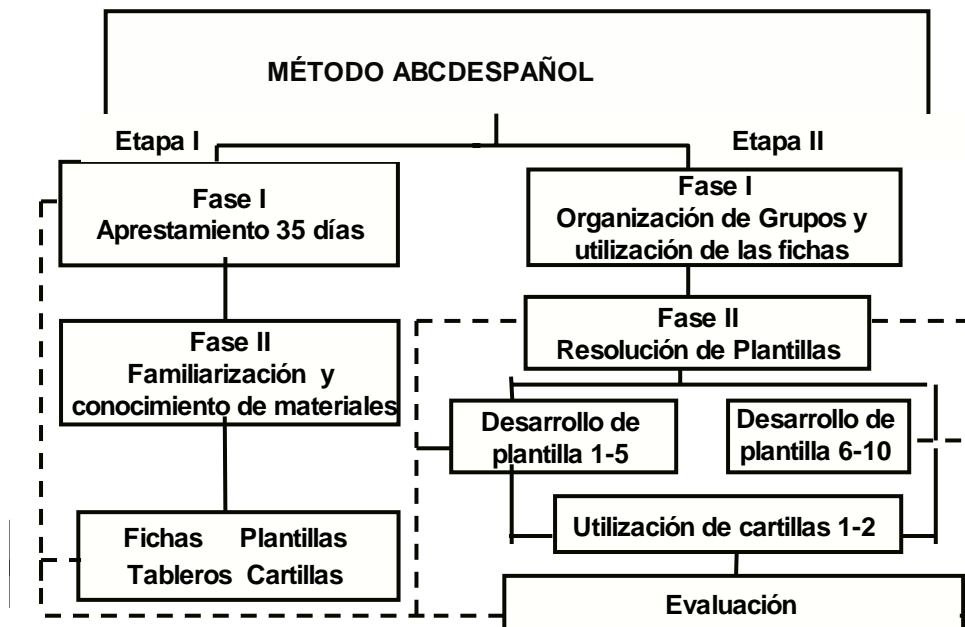 MÉTODO ABCDESPAÑOL
Etapa I
Etapa II
Fase I
Aprestamiento 35 días
Fase II
Familiarización y
conocimiento de materiales
Fichas Plantillas
Tableros Cartillas
Fase I
Organización de Grupos y
utilización de las fichas
Fase II
Resolución de Plantillas
Desarrollo de
plantilla 1-5
Desarrollo de
plantilla 6-10
Utilización de cartillas 1-2
Evaluación